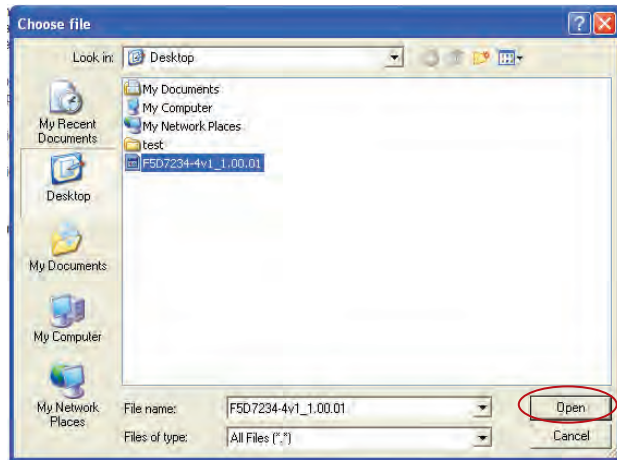 Choose file
Look in: Desktop
My Recent
Documents
Desktop
My Documents
My Computer
My Network
Places
My Documents
My Computer
My Network Places
test
F5D7234-4v1_1.00.01
File name: F5D7234-4v1_1.00.01 Open
Files of type: All Files (*.*) Cancel